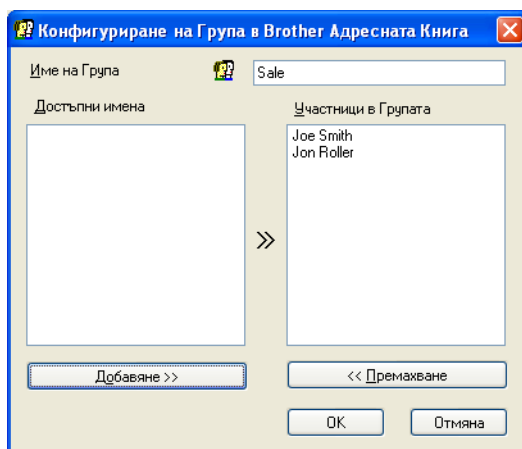 Конфигуриране на Група в Brother Адресната Книга
Име на Група
Sale
Достъпни имена
Участници в Групата
Joe Smith
Jon Roller
Добавяне >>
<< Премахване
OK
Отмяна